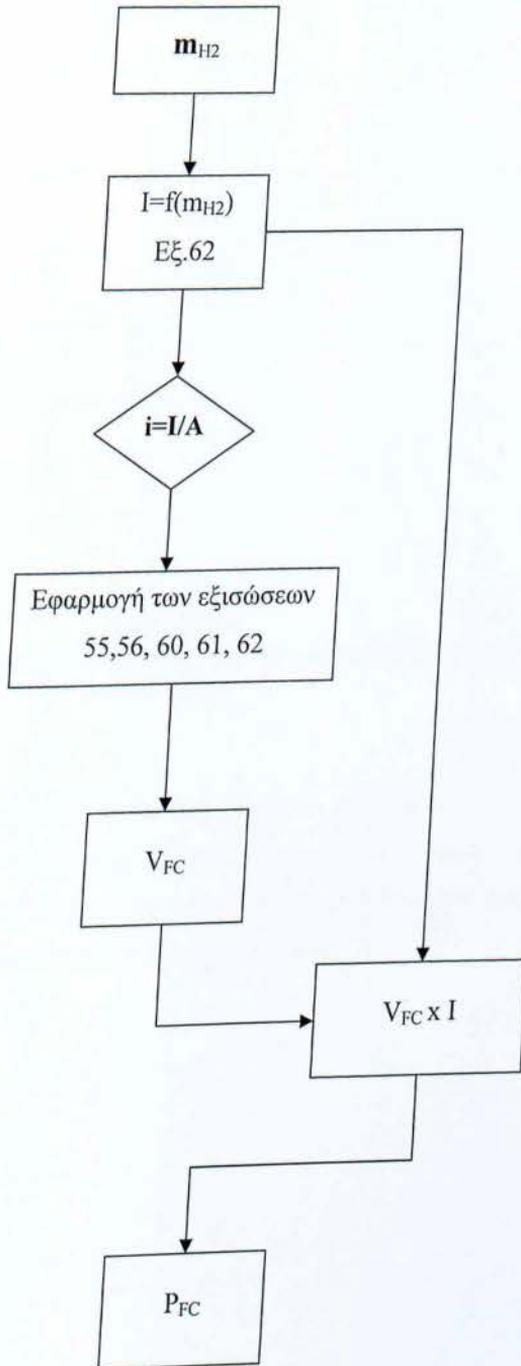 m_H2
I=f(m_H2)
Εξ.62
i=I/A
Εφαρμογή των εξισώσεων
55,56, 60, 61, 62
V_FC
V_FC x I
P_FC